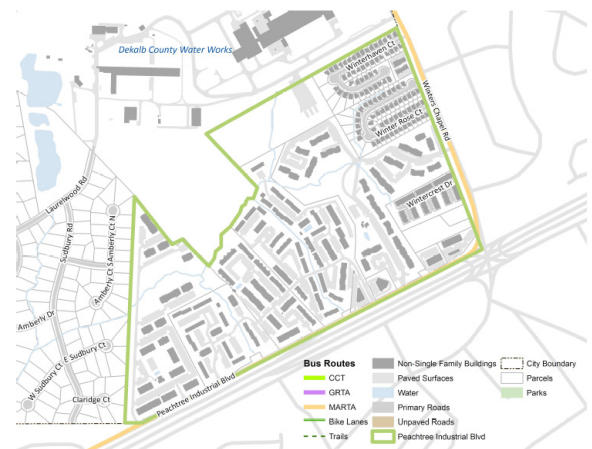 Dekalb County Water Works
Winterhaven Ct
Winters Chapel Rd
Winter Rose Ct
Wintercrest Dr
Laurelwood Rd
Sudbury Rd
Amberly Ct N
Amberly Ct S
Amberly Dr
E Sudbury Ct
W Sudbury Ct
Claridge Ct
Peachtree Industrial Blvd
Bus Routes
CCT
GRTA
MARTA
Bike Lanes
Trails
Non-Single Family Buildings
Paved Surfaces
Water
Primary Roads
Unpaved Roads
Peachtree Industrial Blvd
City Boundary
Parcels
Parks